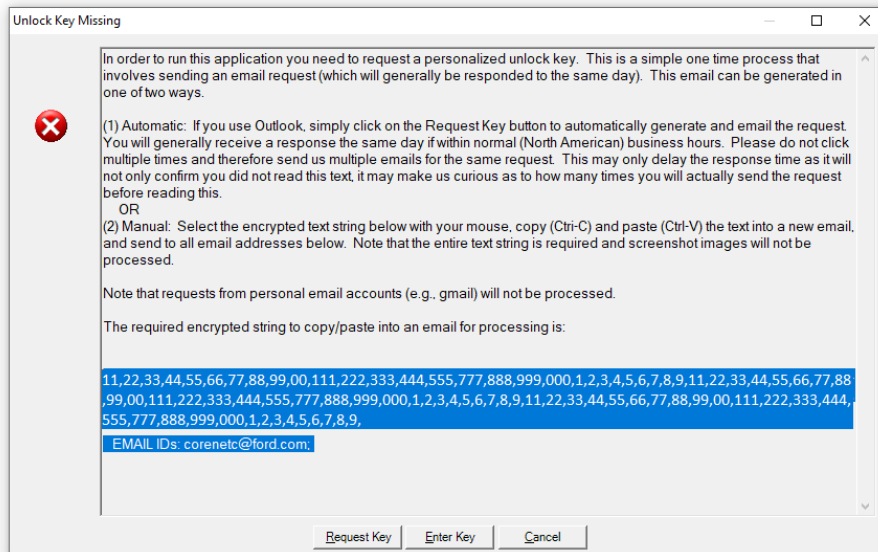 Unlock Key Missing
In order to run this application you need to request a personalized unlock key. This is a simple one time process that
involves sending an email request (which will generally be responded to the same day). This email can be generated in
one of two ways.
(1) Automatic: If you use Outlook, simply click on the Request Key button to automatically generate and email the request.
You will generally receive a response the same day if within normal (North American) business hours. Please do not click
multiple times and therefore send us multiple emails for the same request. This may only delay the response time as it will
not only confirm you did not read this text, it may make us curious as to how many times you will actually send the request
before reading this.
OR
(2) Manual: Select the encrypted text string below with your mouse, copy (Ctrl-C) and paste (Ctrl-V) the text into a new email,
and send to all email addresses below. Note that the entire text string is required and screenshot images will not be
processed.
Note that requests from personal email accounts (e.g., gmail) will not be processed.
The required encrypted string to copy/paste into an email for processing is:
11,22,33,44,55,66,77,88,99,00,111,222,333,444,555,777,888,999,000,1,2,3,4,5,6,7,8,9,11,22,33,44,55,66,77,88
,99,00,111,222,333,444,555,777,888,999,000,1,2,3,4,5,6,7,8,9,11,22,33,44,55,66,77,88,99,00,111,222,333,444,
555,777,888,999,000,1,2,3,4,5,6,7,8,9,
EMAIL IDs: corenetc@ford.com;
Request Key Enter Key Cancel